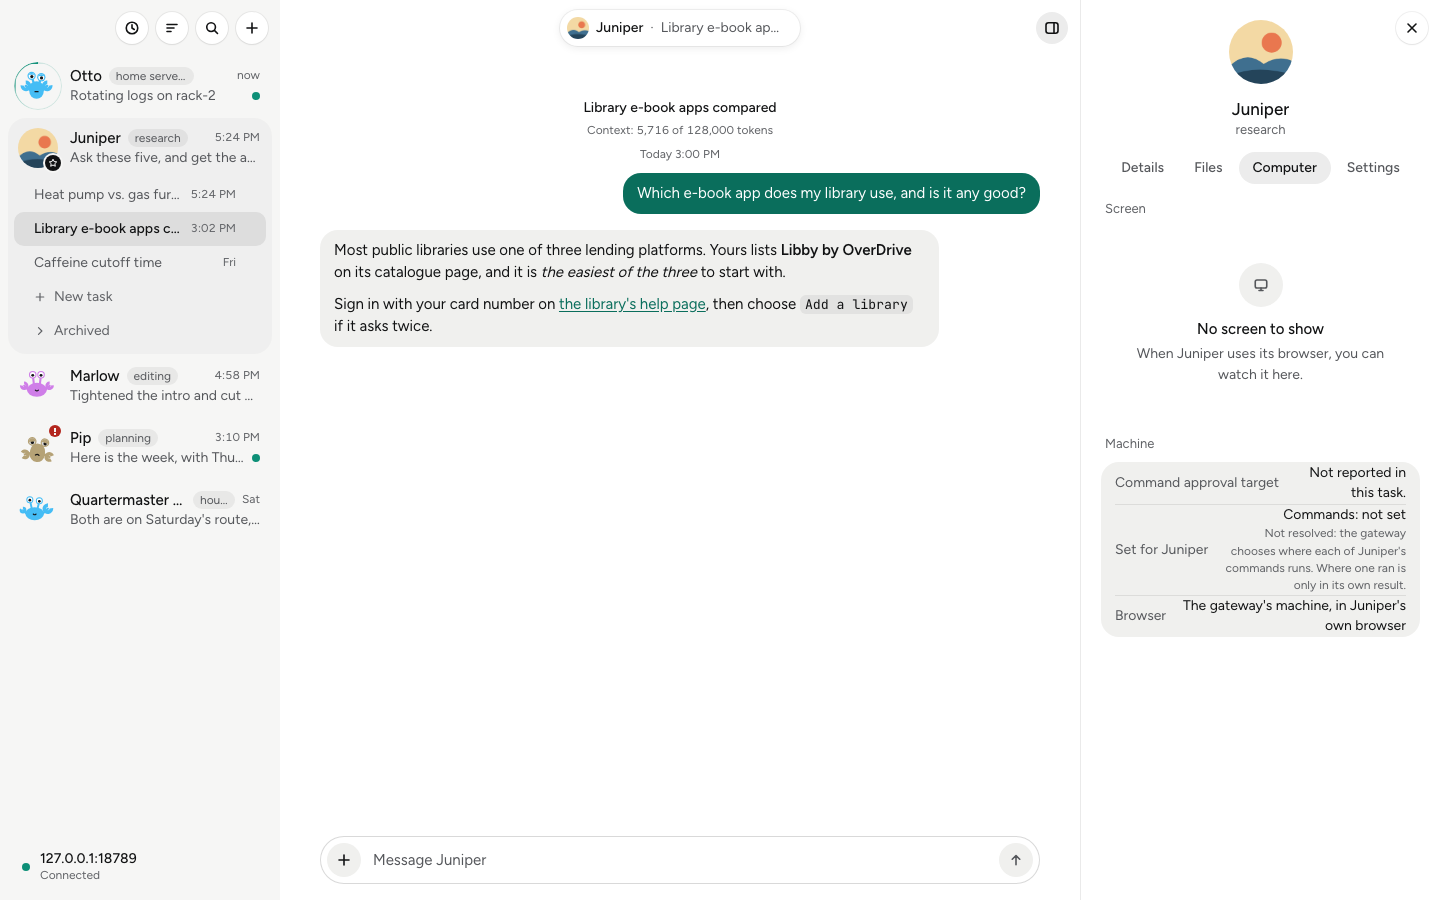 Otto home serve... now
Rotating logs on rack-2
Juniper research 5:24 PM
Ask these five, and get the a...
Heat pump vs. gas fur... 5:24 PM
Library e-book apps c... 3:02 PM
Caffeine cutoff time Fri
New task
Archived
Marlow editing 4:58 PM
Tightened the intro and cut ...
Pip planning 3:10 PM
Here is the week, with Thu...
Quartermaster ... hou... Sat
Both are on Saturday's route,...
127.0.0.1:18789
Connected
Juniper · Library e-book ap...
Library e-book apps compared
Context: 5,716 of 128,000 tokens
Today 3:00 PM
Which e-book app does my library use, and is it any good?
Most public libraries use one of three lending platforms. Yours lists Libby by OverDrive
on its catalogue page, and it is the easiest of the three to start with.
Sign in with your card number on the library's help page, then choose Add a library
if it asks twice.
Message Juniper
Juniper
research
Details Files Computer Settings
Screen
No screen to show
When Juniper uses its browser, you can
watch it here.
Machine
Command approval target Not reported in
this task.
Set for Juniper Commands: not set
Not resolved: the gateway
chooses where each of Juniper's
commands runs. Where one ran is
only in its own result.
Browser The gateway's machine, in Juniper's
own browser